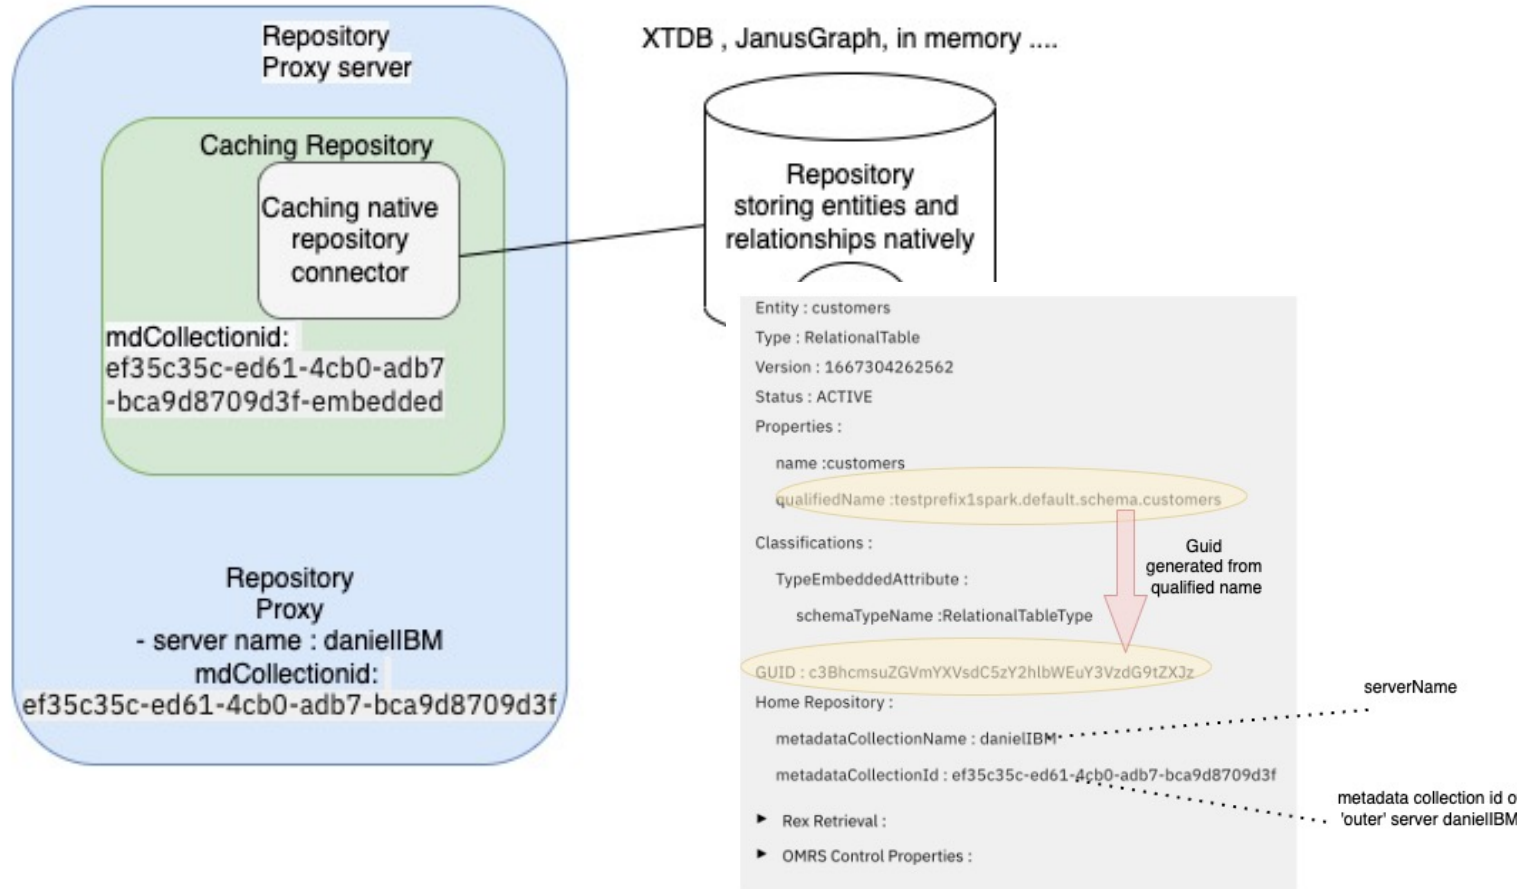 Repository
Proxy server
Caching Repository
Caching native
repository
connector
mdCollectionid:
ef35c35c-ed61-4cb0-adb7
-bca9d8709d3f-embedded
Repository
Proxy
- server name : danielIBM
mdCollectionid:
ef35c35c-ed61-4cb0-adb7-bca9d8709d3f
XTDB , JanusGraph, in memory ....
Repository
storing entities and
relationships natively
Entity : customers
Type : RelationalTable
Version : 1667304262562
Status : ACTIVE
Properties :
name :customers
qualifiedName :testprefix1spark.default.schema.customers
Classifications :
TypeEmbeddedAttribute :
schemaTypeName :RelationalTableType
Guid
generated from
qualified name
GUID : c3BhcmsuZGVmYXVsdC5zY2hlbWEuY3VzdG9tZXJz
Home Repository :
metadataCollectionName : danielIBM
metadataCollectionId : ef35c35c-ed61-4cb0-adb7-bca9d8709d3f
Rex Retrieval :
OMRS Control Properties :
serverName
metadata collection id o
'outer' server danielIBM